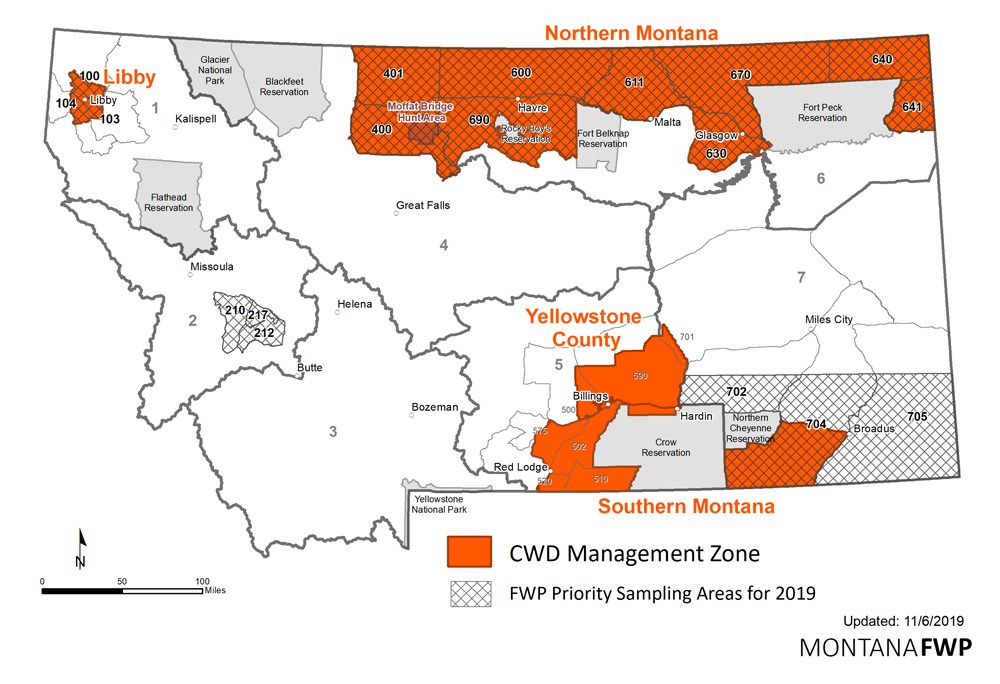 Northern Montana
100
Libby
104
Libby
103
1
Kalispell
Glacier
National
Park
Blackfeet
Reservation
401
600
611
670
640
Moffat Bridge
Hunt Area
400
690
Havre
Rocky Boy's
Reservation
Fort Belknap
Reservation
Malta
Glasgow
630
Fort Peck
Reservation
641
6
Flathead
Reservation
Great Falls
4
Missoula
2
210
217
212
Helena
Butte
7
Miles City
Yellowstone
County
701
5
590
Billings
500
575
502
Hardin
Crow
Reservation
702
Northern
Cheyenne
Reservation
704
Broadus
705
3
Bozeman
Red Lodge
520
510
Yellowstone
National Park
Southern Montana
CWD Management Zone
FWP Priority Sampling Areas for 2019
N
0 50 100
Miles
Updated: 11/6/2019
MONTANAFWP